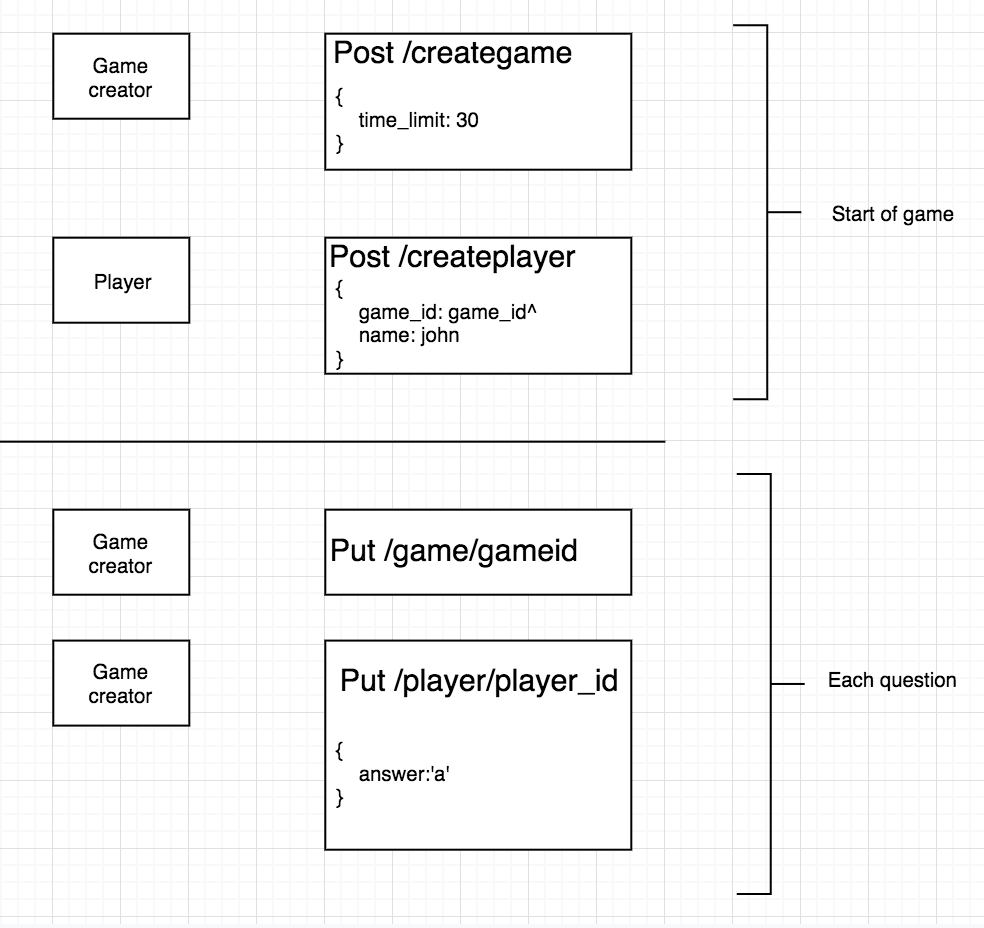 Game
creator
Post /creategame
{
time_limit: 30
}
Start of game
Player
Post /createplayer
{
game_id: game_id^
name: john
}
Game
creator
Put /game/gameid
Game
creator
Put /player/player_id
{
answer:'a'
}
Each question